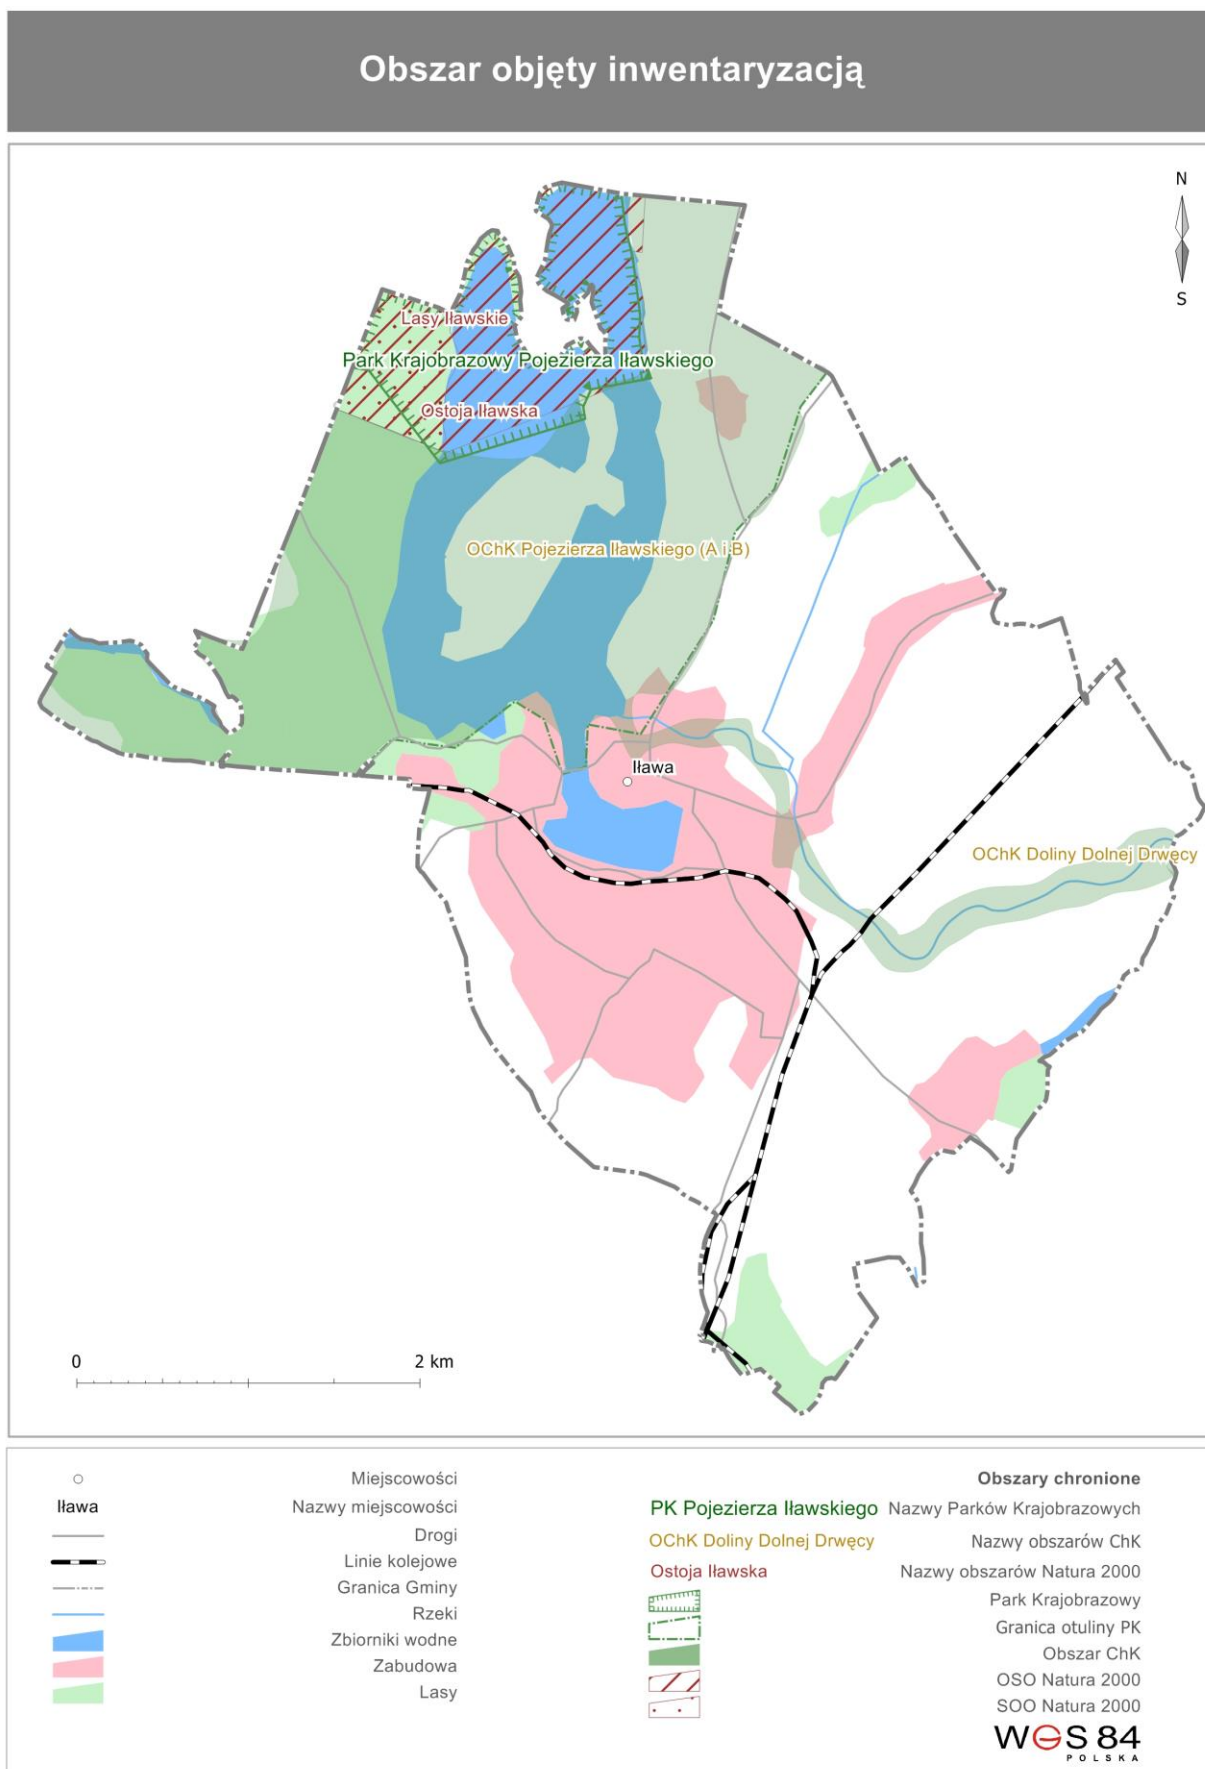 Obszar objęty inwentaryzacją
N
S
Lasy Iławskie
Park Krajobrazowy Pojezierza Iławskiego
Ostoja Iławska
OChK Pojezierza Iławskiego (A i B)
Iława
OChK Doliny Dolnej Drwęcy
0 2 km
Miejscowości
Iława Nazwy miejscowości
Drogi
Linie kolejowe
Granica Gminy
Rzeki
Zbiorniki wodne
Zabudowa
Lasy
Obszary chronione
PK Pojezierza Iławskiego Nazwy Parków Krajobrazowych
OChK Doliny Dolnej Drwęcy Nazwy obszarów ChK
Ostoja Iławska Nazwy obszarów Natura 2000
Park Krajobrazowy
Granica otuliny PK
Obszar ChK
OSO Natura 2000
SOO Natura 2000
WGS 84
POLSKA